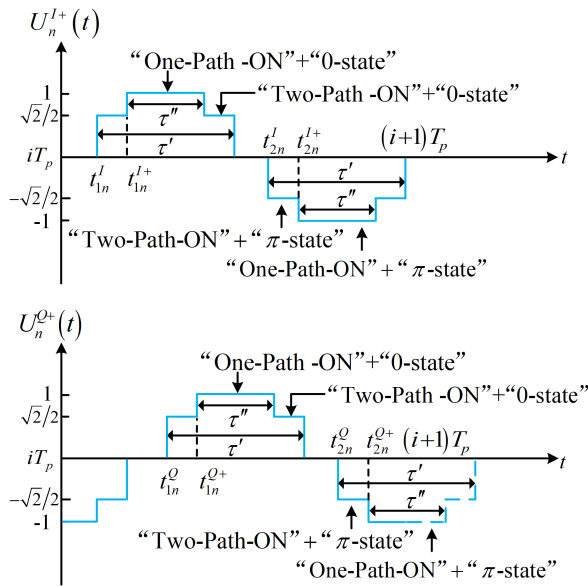 U_n^{I+}(t)
“One-Path -ON”+“0-state”
1
“Two-Path -ON”+“0-state”
τ″
√2/2
τ′
t_{2n}^{I} t_{2n}^{I+} (i+1)T_p
iT_p
t
t_{1n}^{I} t_{1n}^{I+}
τ′
−√2/2
τ″
-1
“Two-Path-ON”+“π-state”
“One-Path-ON”+“π-state”
U_n^{Q+}(t)
“One-Path -ON”+“0-state”
1
“Two-Path -ON”+“0-state”
τ″
√2/2
τ′
t_{2n}^{Q} t_{2n}^{Q+} (i+1)T_p
iT_p
t
t_{1n}^{Q} t_{1n}^{Q+}
τ′
−√2/2
τ″
-1
“Two-Path-ON”+“π-state”
“One-Path-ON”+“π-state”